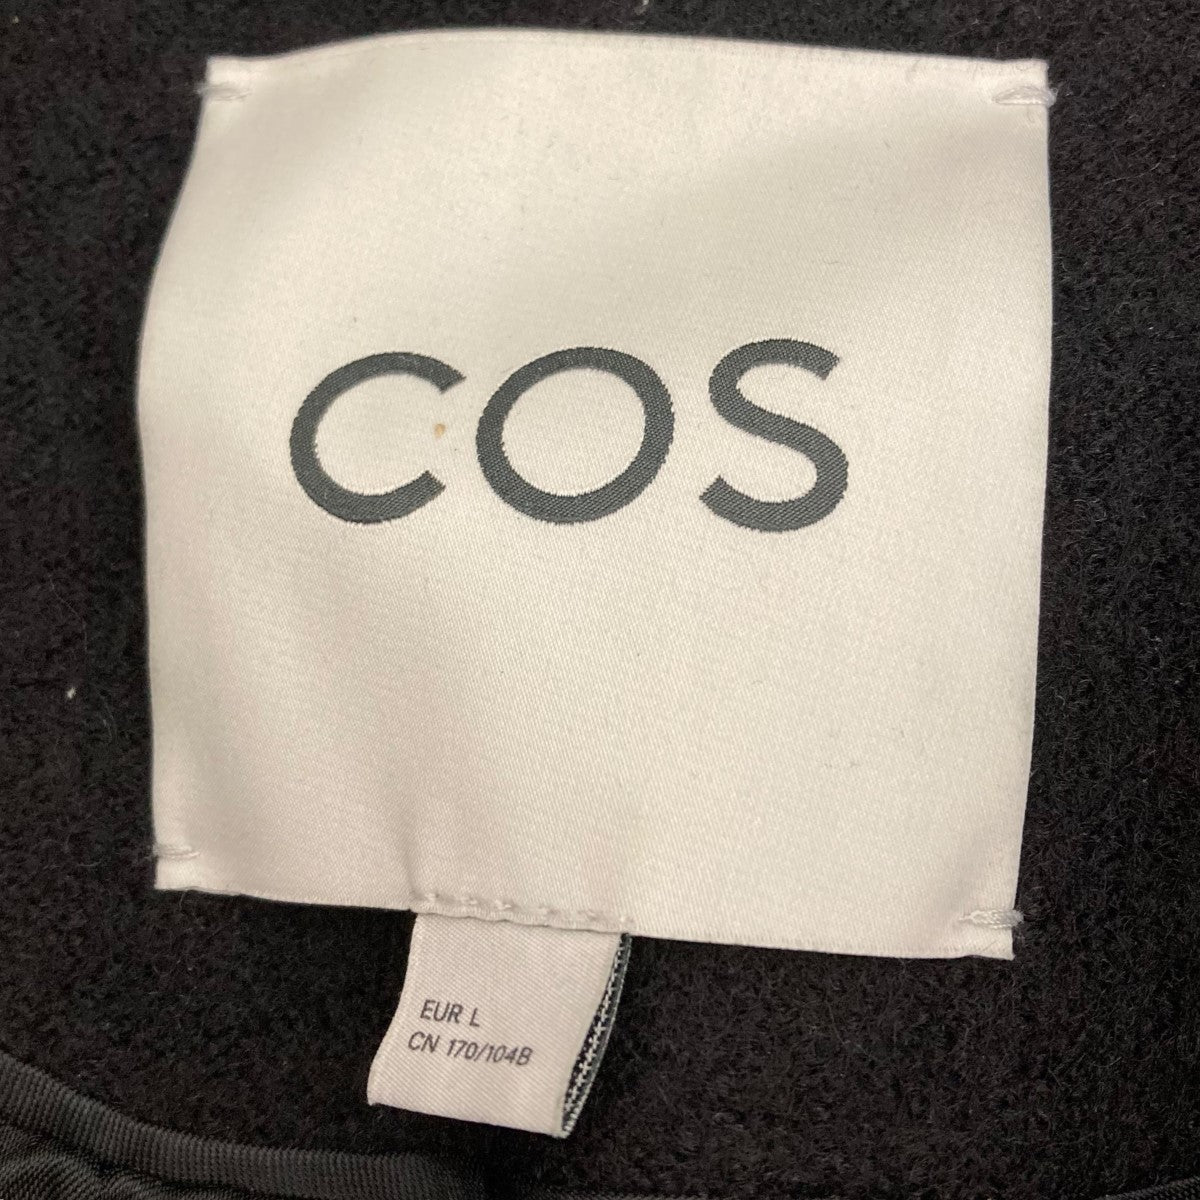 COS
EUR L
CN 170/104B